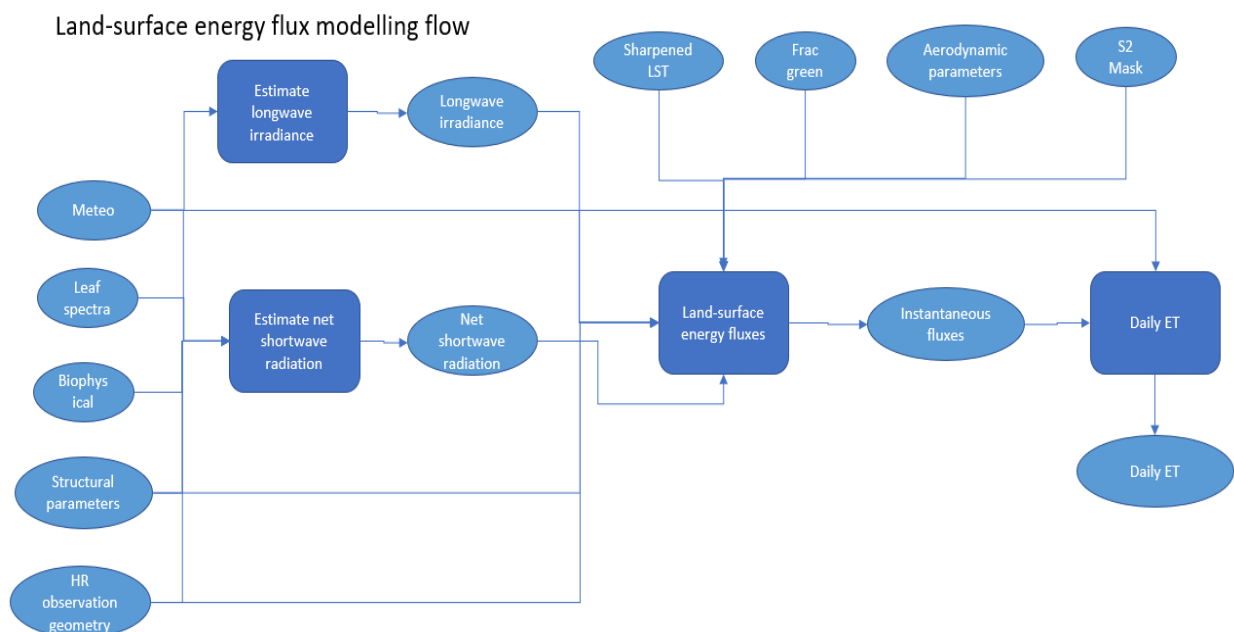 Land-surface energy flux modelling flow
Sharpened
LST
Frac
green
Aerodynamic
parameters
S2
Mask
Estimate
longwave
irradiance
Longwave
irradiance
Meteo
Leaf
spectra
Estimate net
shortwave
radiation
Net
shortwave
radiation
Land-surface
energy fluxes
Instantaneous
fluxes
Daily ET
Biophys
ical
Structural
parameters
Daily ET
HR
observation
geometry